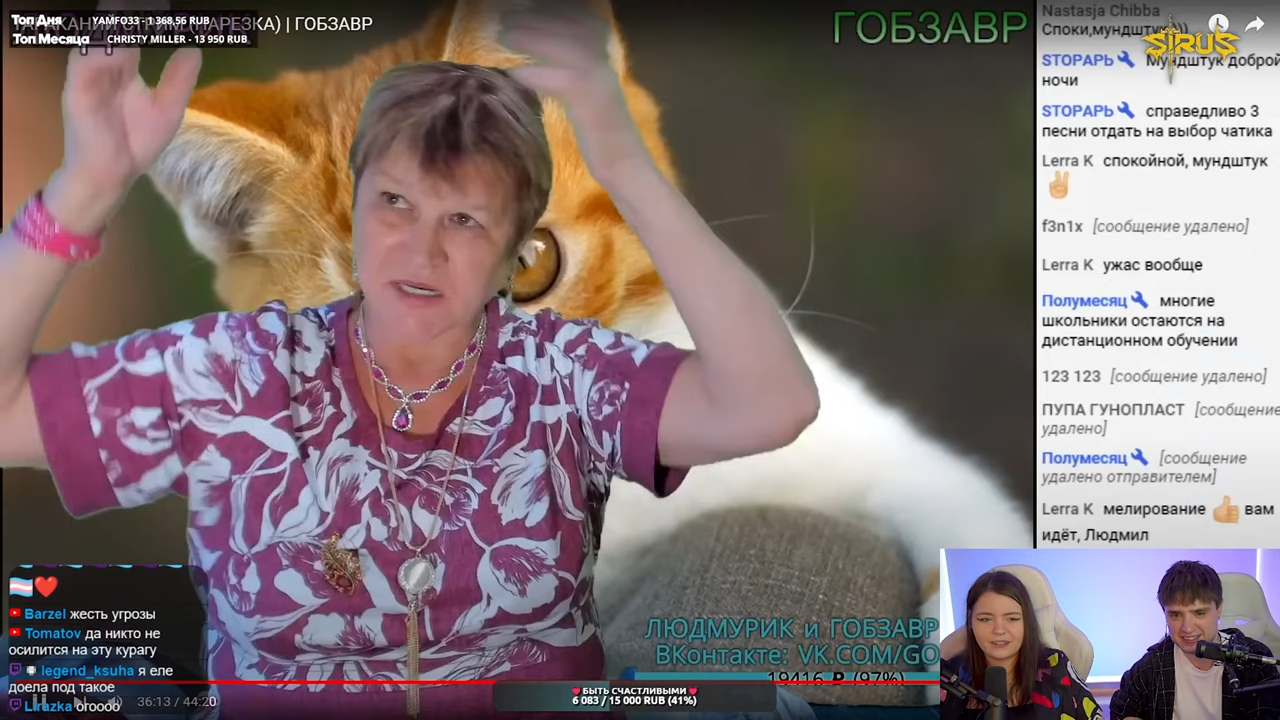 Топ Дня YAMFO33 - 1 368,56 RUB
ТАРАКАНИЙ СТРИМ (НАРЕЗКА) | ГОБЗАВР
Топ Месяца CHRISTY MILLER - 13 950 RUB
ГОБЗАВР
Nastasja Chibba
Споки,мундштук)))
SIRUS
STOPAPЬ Мундштук доброй
ночи
STOPAPЬ справедливо 3
песни отдать на выбор чатика
Lerra K спокойной, мундштук
✌
f3n1x [сообщение удалено]
Lerra K ужас вообще
Полумесяц многие
школьники остаются на
дистанционном обучении
123 123 [сообщение удалено]
ПУПА ГУНОПЛАСТ [сообщение
удалено]
Полумесяц [сообщение
удалено отправителем]
Lerra K мелирование 👍 вам
идёт, Людмил
Barzel жесть угрозы
Tomatov да никто не
осилится на эту курагу
legend_ksuha я еле
доела под такое
Lirazka огоооо
36:13 / 44:20
ЛЮДМУРИК и ГОБЗАВР
ВКонтакте: VK.COM/GO
19416 ₽ (97%)
БЫТЬ СЧАСТЛИВЫМИ
6 083 / 15 000 RUB (41%)